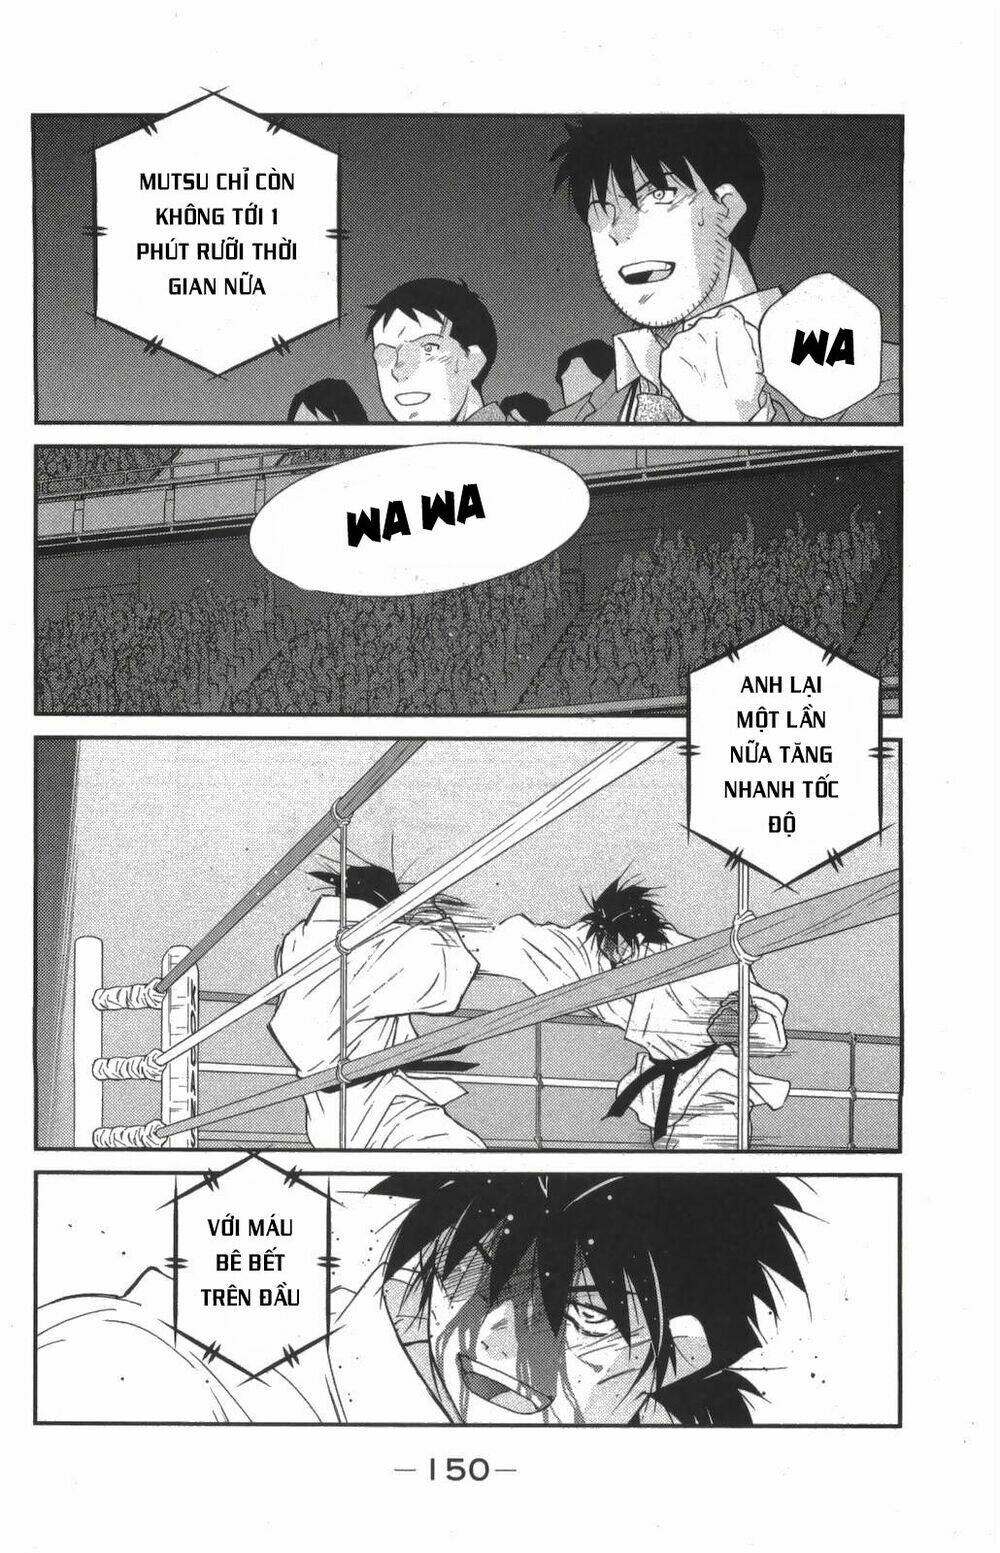 MUTSU CHỈ CÒN
KHÔNG TỚI 1
PHÚT RƯỠI THỜI
GIAN NỮA
WA
WA WA
ANH LẠI
MỘT LẦN
NỮA TĂNG
NHANH TỐC
ĐỘ
VỚI MÁU
BÊ BẾT
TRÊN ĐẦU
—150—